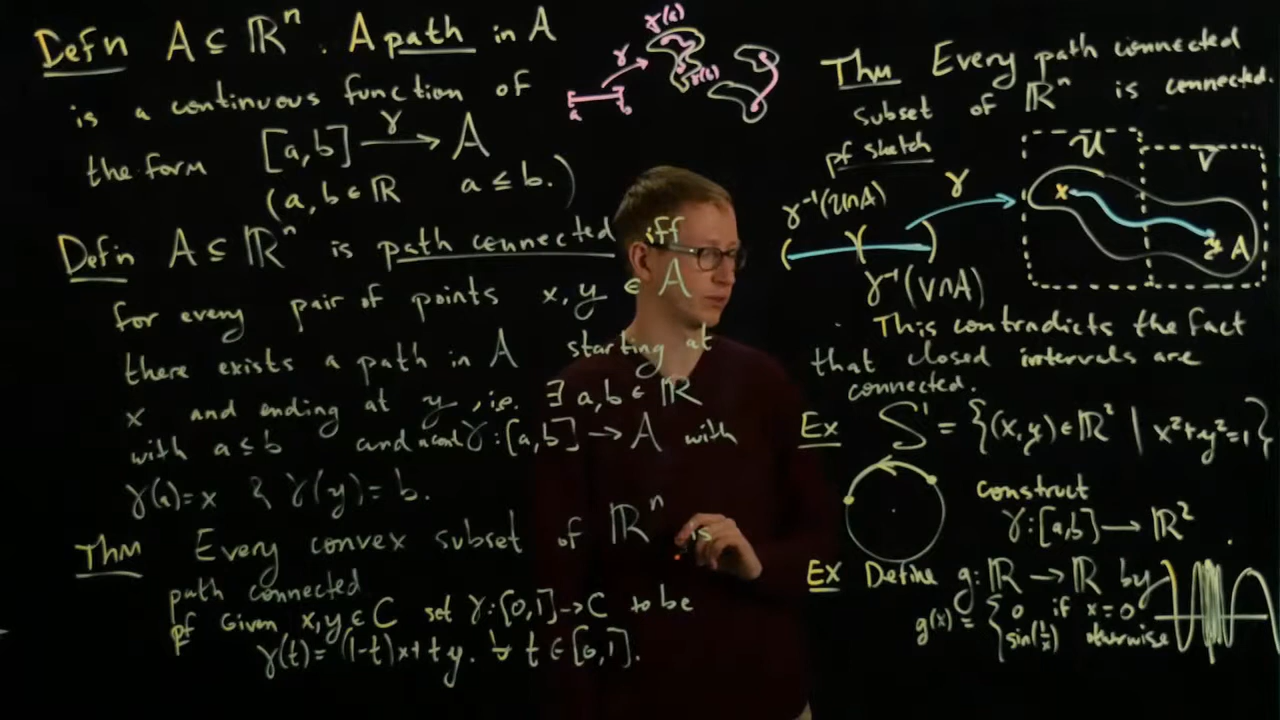 Defn A ⊆ ℝⁿ. A path in A
is a continuous function of
the form [a,b] —γ→ A
(a,b ∈ ℝ a ≤ b.)
γ(a)
γ
γ(b)
a b
Defn A ⊆ ℝⁿ is path connected iff
for every pair of points x,y ∈ A
there exists a path in A starting at
x and ending at y, i.e. ∃ a,b ∈ ℝ
with a ≤ b and a cont γ:[a,b] → A with
γ(a)=x & γ(y)=b.
Thm Every convex subset of ℝⁿ is
path connected
pf Given x,y ∈ C set γ:[0,1]→C to be
γ(t)=(1-t)x+ty. ∀ t ∈ [0,1].
Thm Every path connected
subset of ℝⁿ is connected.
pf sketch
U V
γ⁻¹(U∩A) γ
x y A
γ⁻¹(V∩A)
This contradicts the fact
that closed intervals are
connected.
Ex S¹ = {(x,y) ∈ ℝ² | x²+y²=1}
construct
γ:[a,b] → ℝ²
Ex Define g: ℝ → ℝ by
g(x) = { 0 if x=0
sin(1/x) otherwise